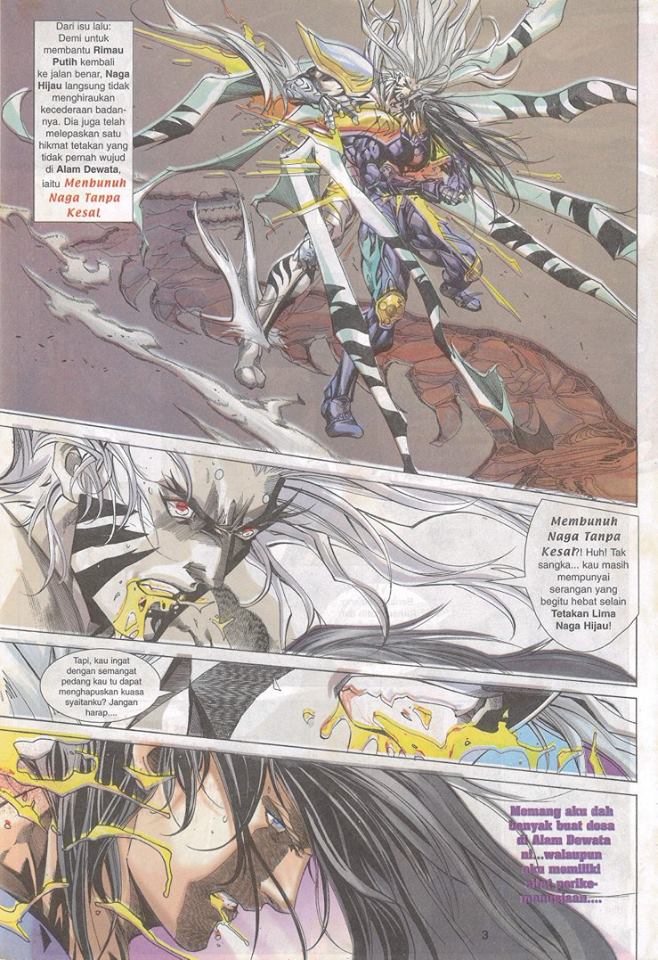 Dari isu lalu:
Demi untuk
membantu Rimau
Putih kembali
ke jalan benar, Naga
Hijau langsung tidak
menghiraukan
kecederaan badan-
nya. Dia juga telah
melepaskan satu
hikmat tetakan yang
tidak pernah wujud
di Alam Dewata,
iaitu Menbunuh
Naga Tanpa
Kesal.
Membunuh
Naga Tanpa
Kesal?! Huh! Tak
sangka... kau masih
mempunyai
serangan yang
begitu hebat selain
Tetakan Lima
Naga Hijau!
Tapi, kau ingat
dengan semangat
pedang kau tu dapat
menghapuskan kuasa
syaitanku? Jangan
harap....
Memang aku dah
banyak buat dosa
di Alam Dewata
ni...walaupun
aku memiliki
sifat perike-
manusiaan....
3